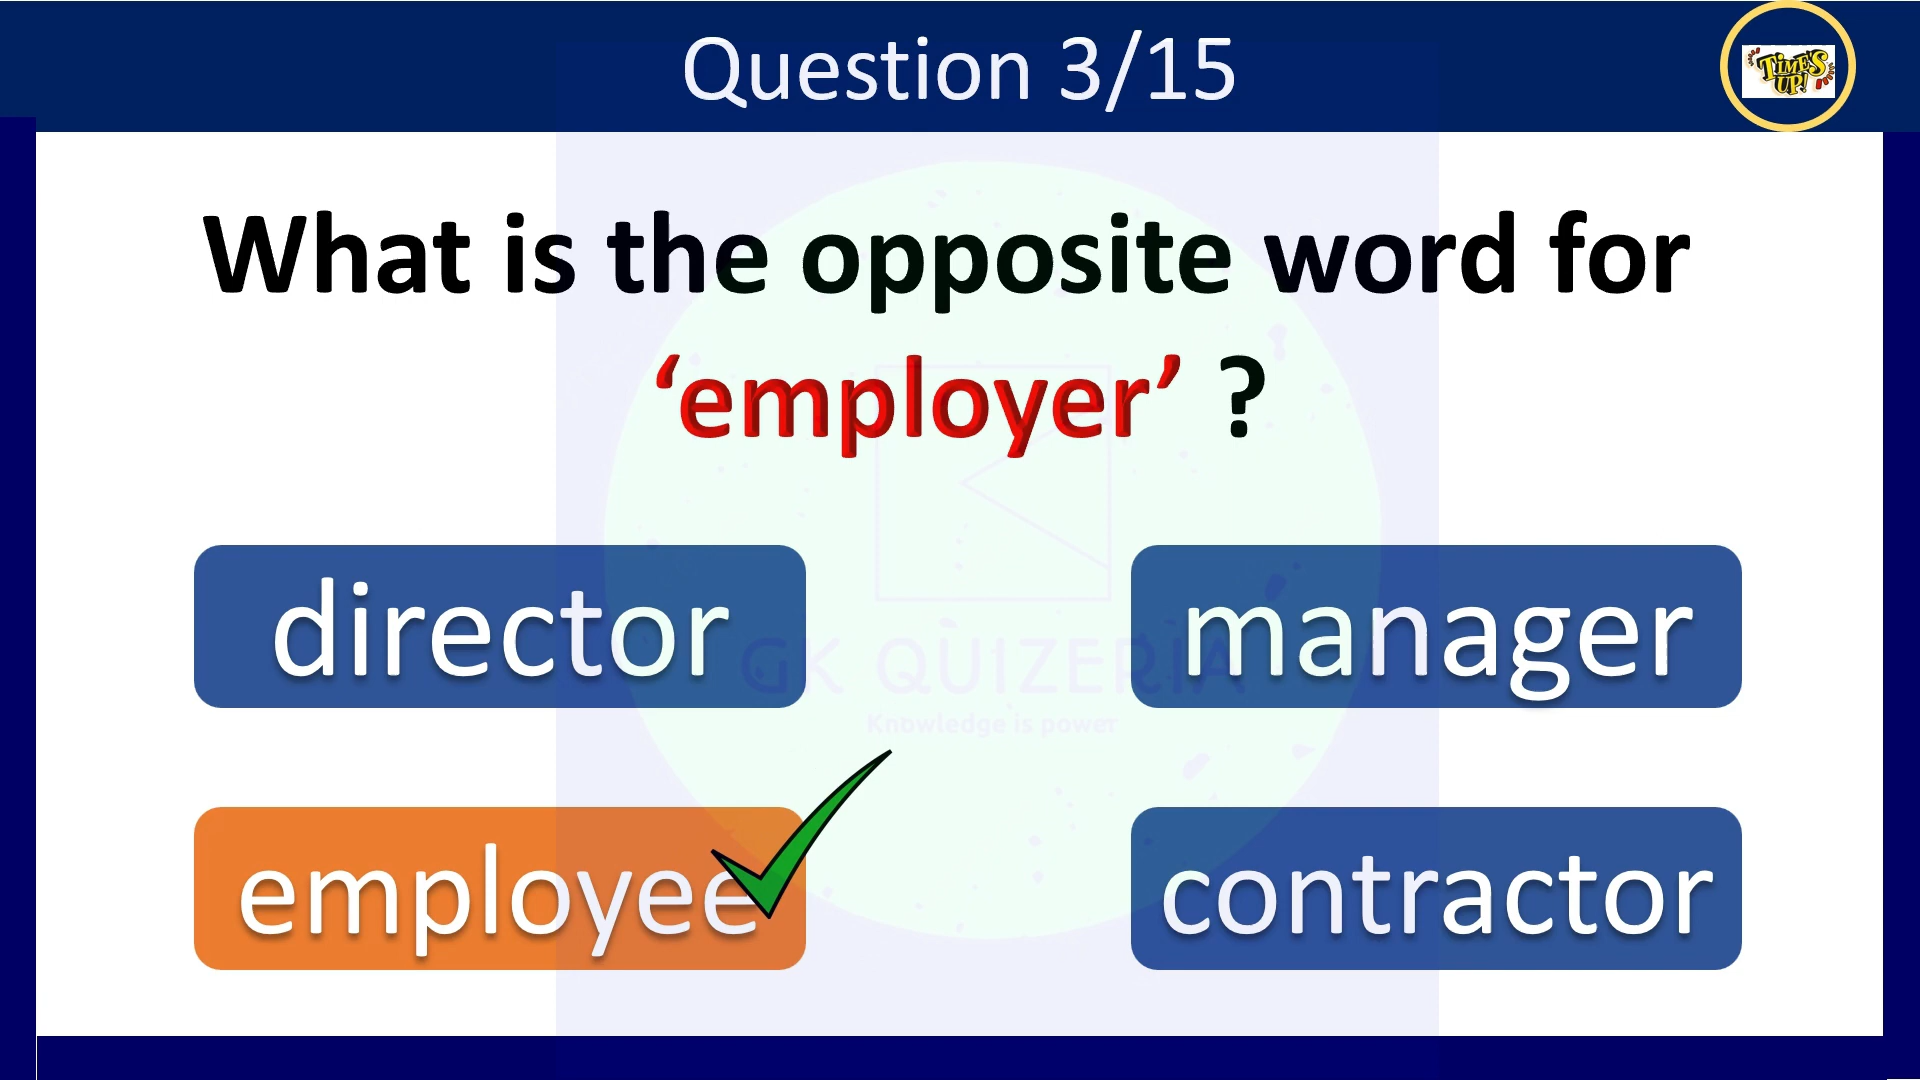 Question 3/15
TIME'S
UP!
What is the opposite word for
‘employer’ ?
director
manager
GK QUIZERIA
Knowledge is power
employee
contractor